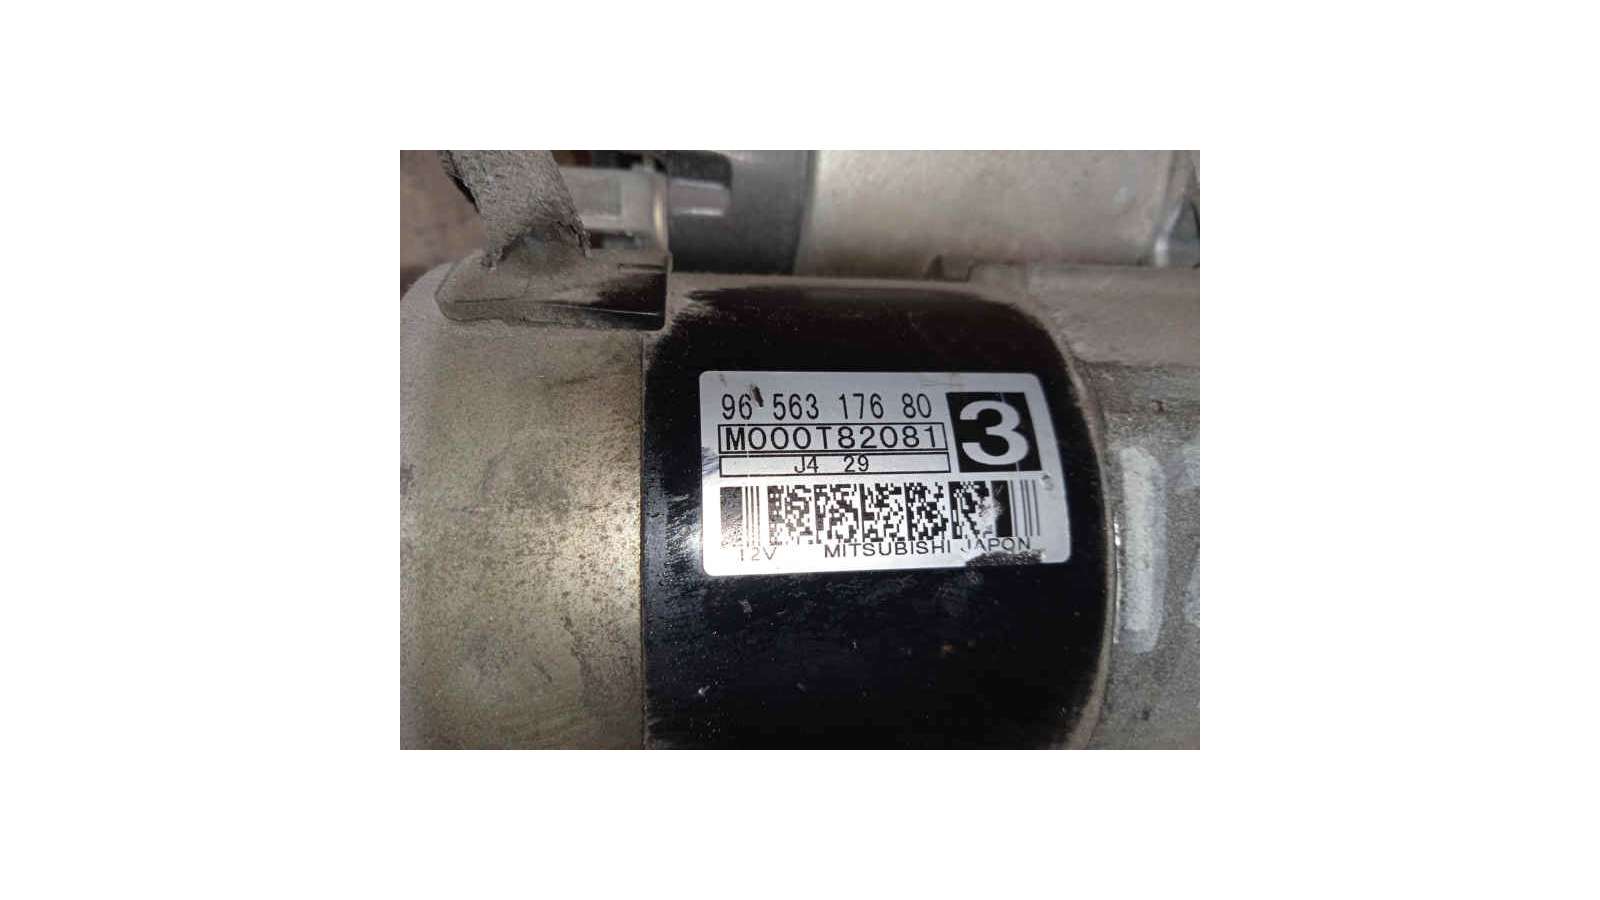 96 563 176 80
3
M000T82081
J4 29
12V MITSUBISHI JAPON